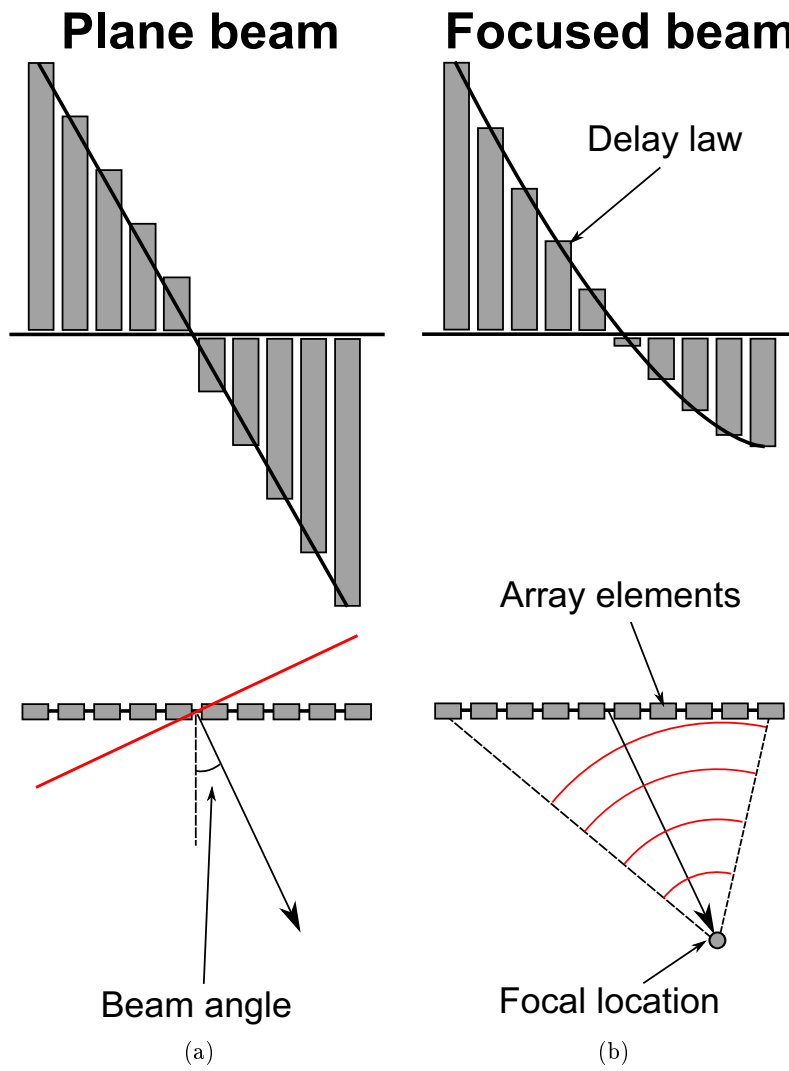 Plane beam
Focused beam
Delay law
Array elements
Beam angle
Focal location
(a)
(b)